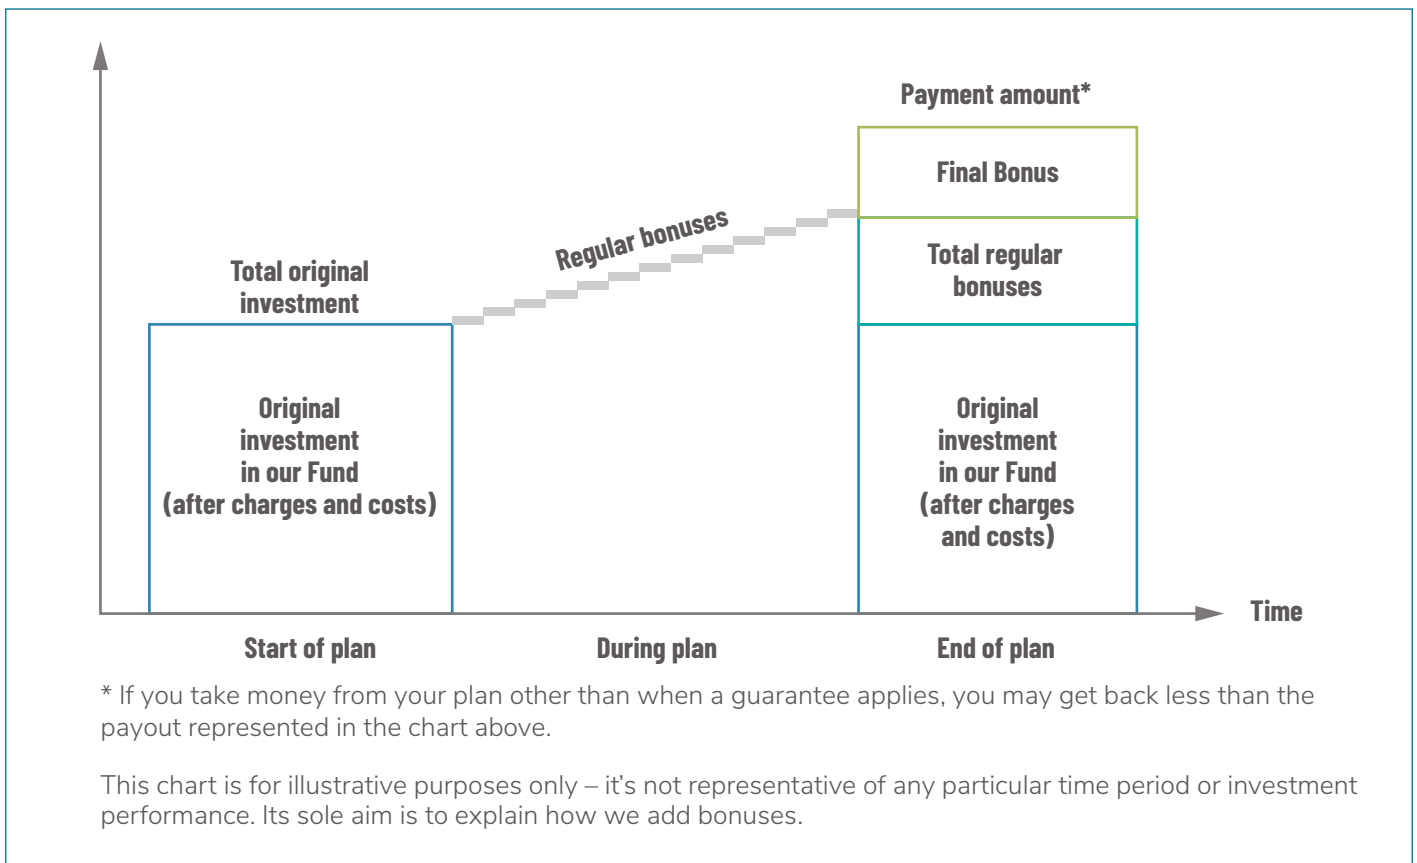 Payment amount*
Final Bonus
Regular bonuses
Total regular
bonuses
Total original
investment
Original
investment
in our Fund
(after charges and costs)
Original
investment
in our Fund
(after charges
and costs)
Time
Start of plan
During plan
End of plan
* If you take money from your plan other than when a guarantee applies, you may get back less than the
payout represented in the chart above.
This chart is for illustrative purposes only – it’s not representative of any particular time period or investment
performance. Its sole aim is to explain how we add bonuses.